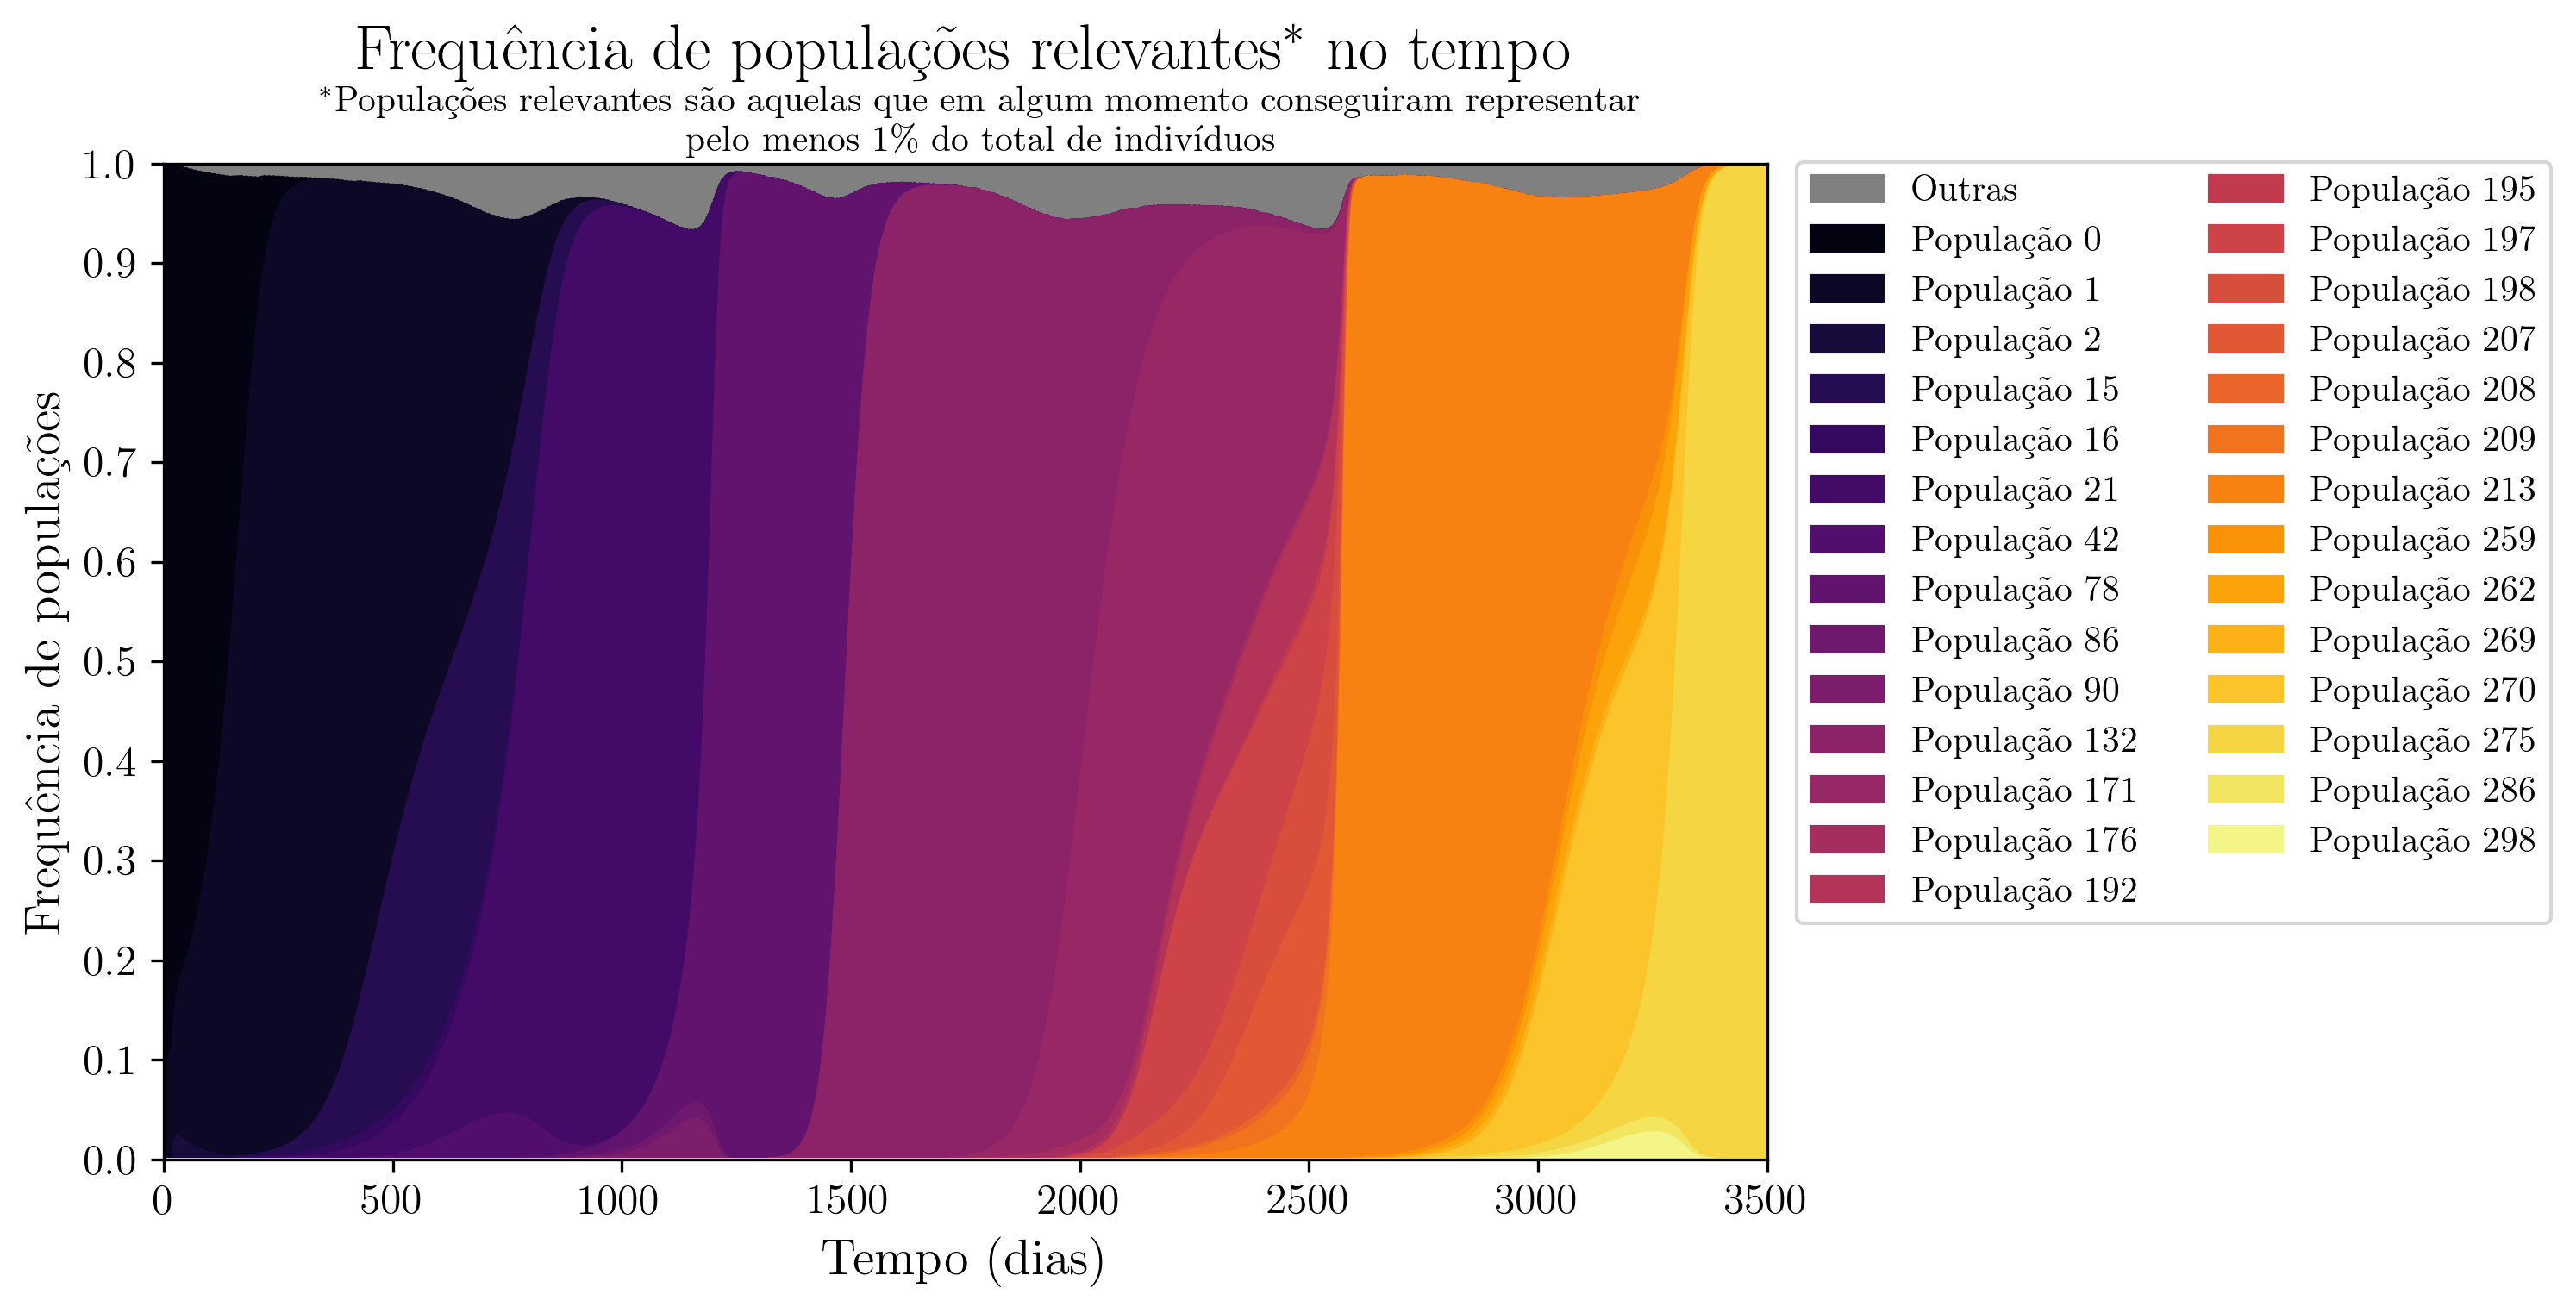 Frequência de populações relevantes* no tempo
*Populações relevantes são aquelas que em algum momento conseguiram representar
pelo menos 1% do total de indivíduos
Frequência de populações
1.0
0.9
0.8
0.7
0.6
0.5
0.4
0.3
0.2
0.1
0.0
0
500
1000
1500
2000
2500
3000
3500
Tempo (dias)
Outras
População 0
População 1
População 2
População 15
População 16
População 21
População 42
População 78
População 86
População 90
População 132
População 171
População 176
População 192
População 195
População 197
População 198
População 207
População 208
População 209
População 213
População 259
População 262
População 269
População 270
População 275
População 286
População 298